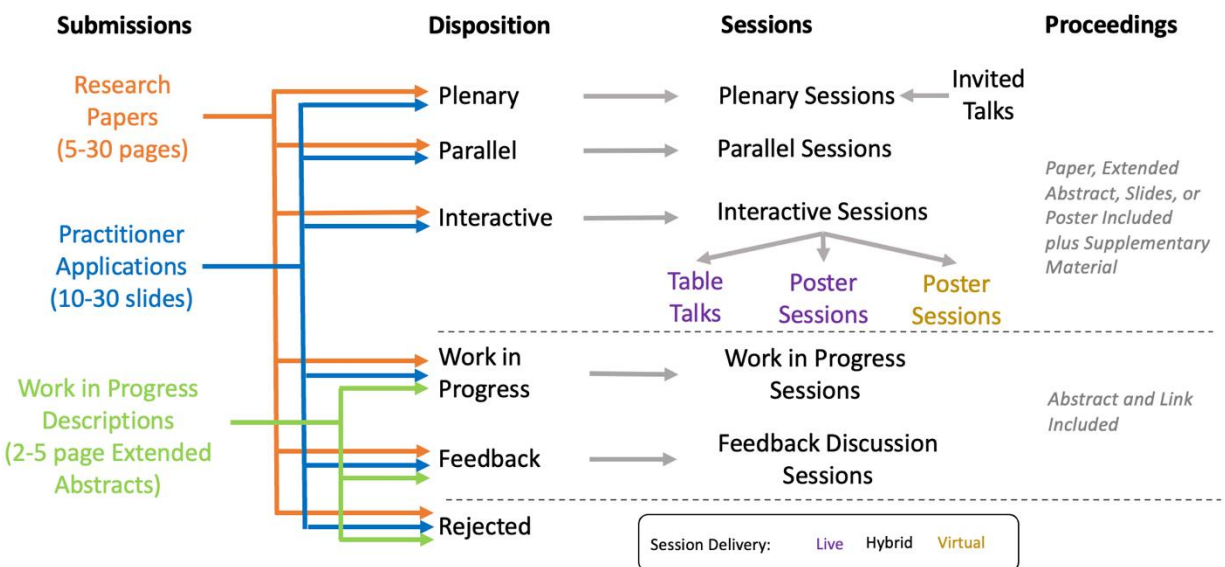 Submissions
Disposition
Sessions
Proceedings
Research
Papers
(5-30 pages)
Practitioner
Applications
(10-30 slides)
Work in Progress
Descriptions
(2-5 page Extended
Abstracts)
Plenary
Parallel
Interactive
Work in
Progress
Feedback
Rejected
Plenary Sessions
Invited
Talks
Parallel Sessions
Interactive Sessions
Table
Talks
Poster
Sessions
Poster
Sessions
Work in Progress
Sessions
Feedback Discussion
Sessions
Paper, Extended
Abstract, Slides, or
Poster Included
plus Supplementary
Material
Abstract and Link
Included
Session Delivery: Live Hybrid Virtual